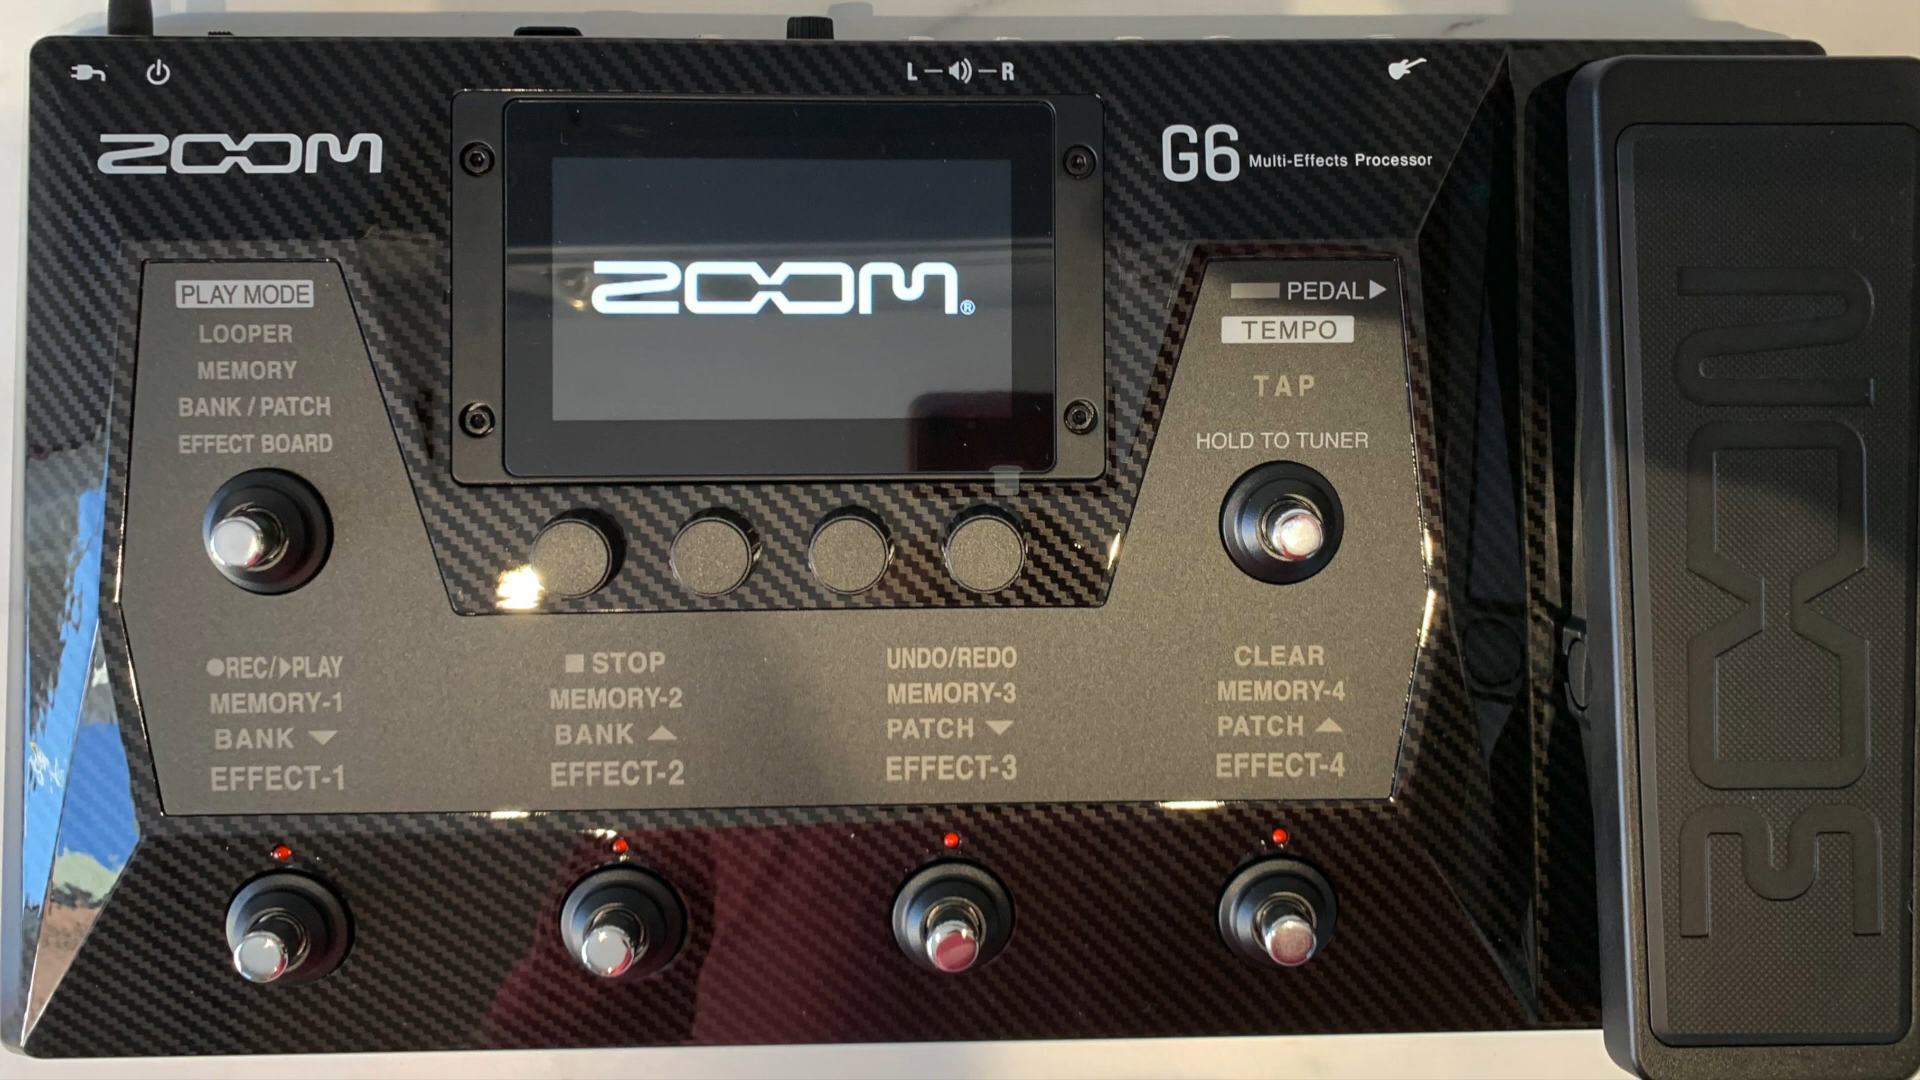 L R
ZOOM
G6 Multi-Effects Processor
ZOOM®
PLAY MODE
LOOPER
MEMORY
BANK / PATCH
EFFECT BOARD
PEDAL
TEMPO
TAP
HOLD TO TUNER
REC/PLAY
MEMORY-1
BANK
EFFECT-1
STOP
MEMORY-2
BANK
EFFECT-2
UNDO/REDO
MEMORY-3
PATCH
EFFECT-3
CLEAR
MEMORY-4
PATCH
EFFECT-4
ZOOM